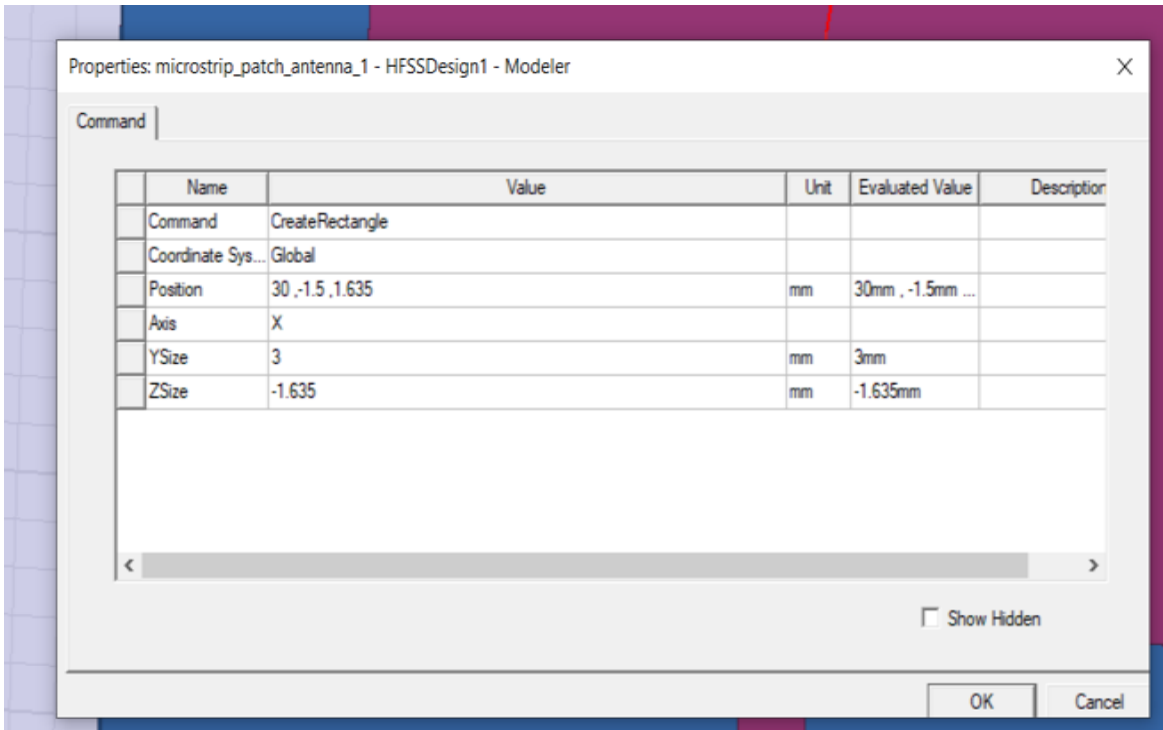 Properties: microstrip_patch_antenna_1 - HFSSDesign1 - Modeler
Command
Name Value Unit Evaluated Value Description
Command CreateRectangle
Coordinate Sys... Global
Position 30 ,-1.5 ,1.635 mm 30mm , -1.5mm ...
Axis X
YSize 3 mm 3mm
ZSize -1.635 mm -1.635mm
Show Hidden
OK Cancel